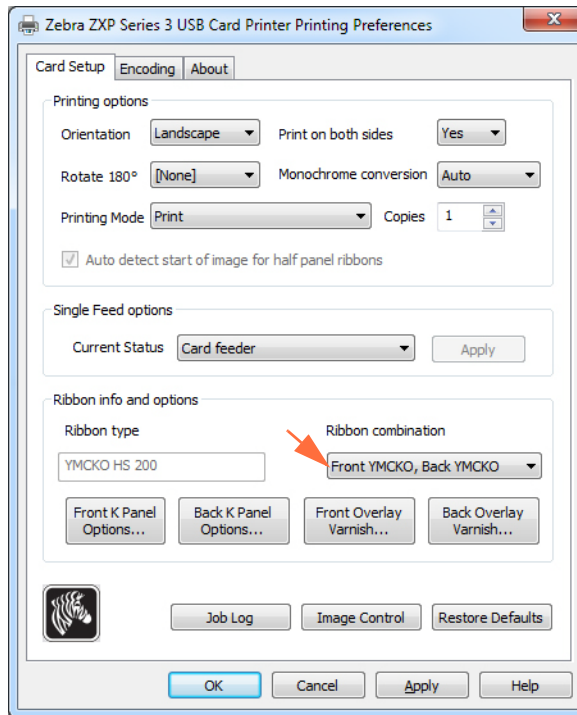 Zebra ZXP Series 3 USB Card Printer Printing Preferences
Card Setup Encoding About
Printing options
Orientation Landscape Print on both sides Yes
Rotate 180° [None] Monochrome conversion Auto
Printing Mode Print Copies 1
Auto detect start of image for half panel ribbons
Single Feed options
Current Status Card feeder Apply
Ribbon info and options
Ribbon type Ribbon combination
YMCKO HS 200 Front YMCKO, Back YMCKO
Front K Panel Back K Panel Front Overlay Back Overlay
Options... Options... Varnish... Varnish...
Job Log Image Control Restore Defaults
OK Cancel Apply Help